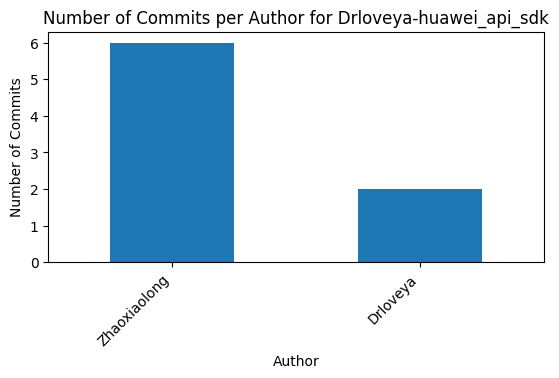 Number of Commits per Author for Drloveya-huawei_api_sdk
6
5
4
3
2
1
0
Number of Commits
Zhaoxiaolong
Drloveya
Author